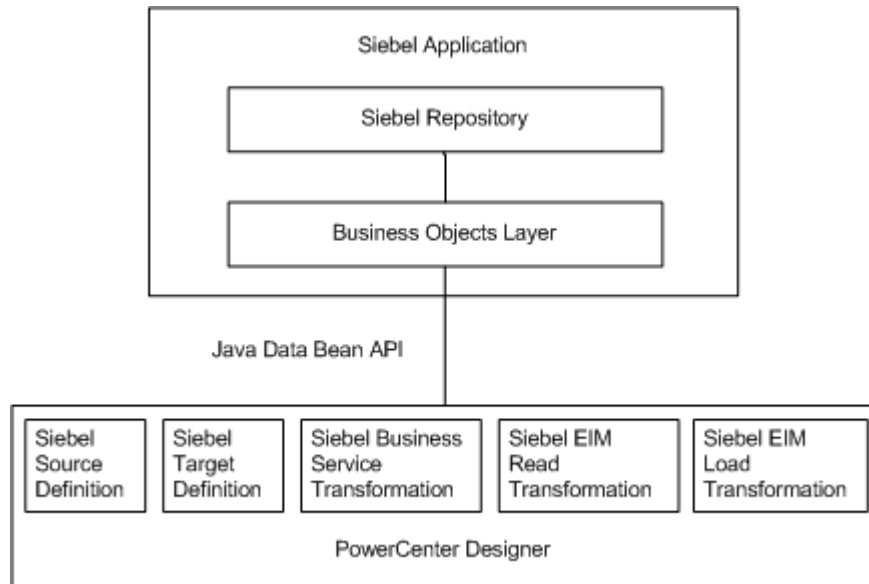 Siebel Application
Siebel Repository
Business Objects Layer
Java Data Bean API
Siebel
Source
Definition
Siebel
Target
Definition
Siebel Business
Service
Transformation
Siebel EIM
Read
Transformation
Siebel EIM
Load
Transformation
PowerCenter Designer